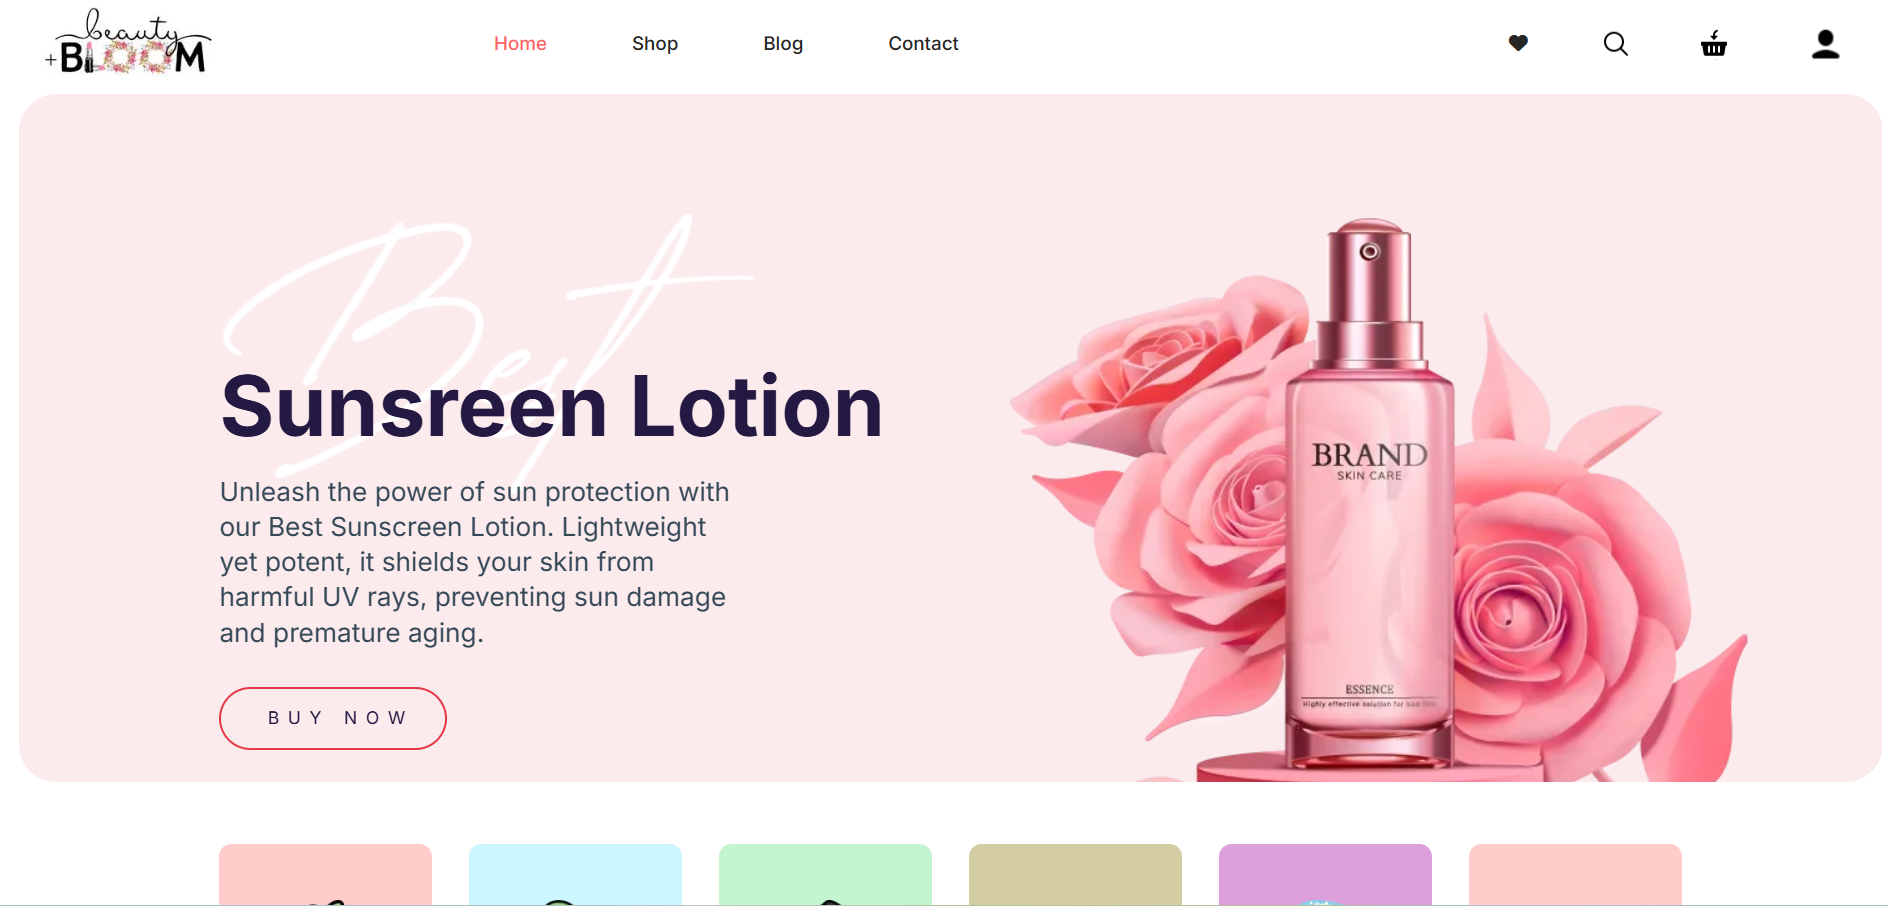 beauty
+BLOOM
Home
Shop
Blog
Contact
Best
Sunsreen Lotion
Unleash the power of sun protection with
our Best Sunscreen Lotion. Lightweight
yet potent, it shields your skin from
harmful UV rays, preventing sun damage
and premature aging.
BUY NOW
BRAND
SKIN CARE
ESSENCE
Highly effective solution for